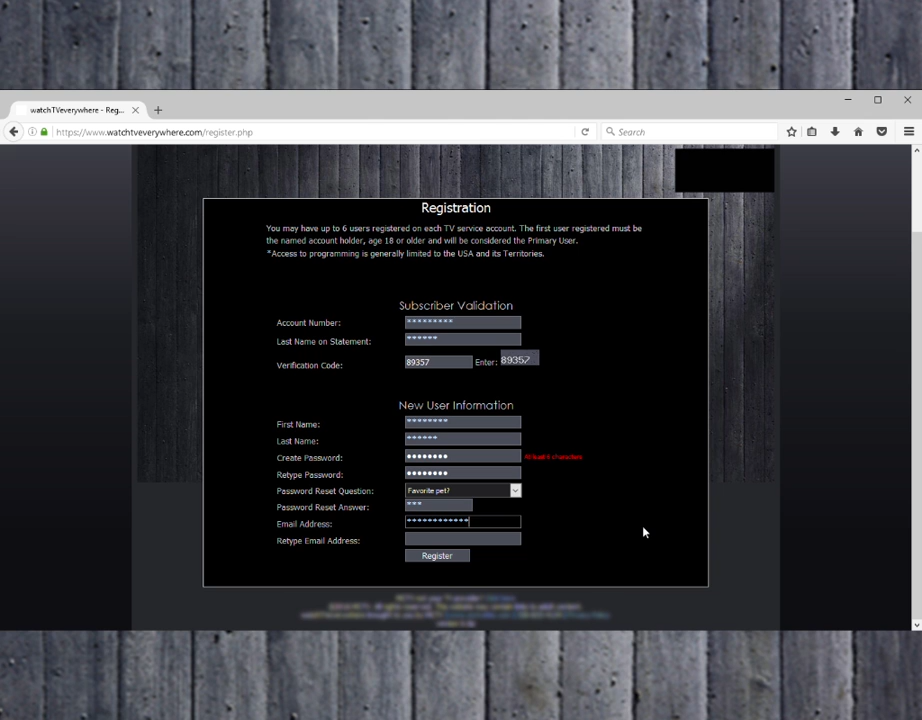 watchTVeverywhere - Reg...
https://www.watchtveverywhere.com/register.php
Search
Registration
You may have up to 6 users registered on each TV service account. The first user registered must be
the named account holder, age 18 or older and will be considered the Primary User.
*Access to programming is generally limited to the USA and its Territories.
Subscriber Validation
Account Number: *********
Last Name on Statement: ******
Verification Code: 89357 Enter: 89357
New User Information
First Name: ********
Last Name: ******
Create Password: ●●●●●●●● At least 6 characters
Retype Password: ●●●●●●●●
Password Reset Question: Favorite pet?
Password Reset Answer: ***
Email Address: ************
Retype Email Address:
Register